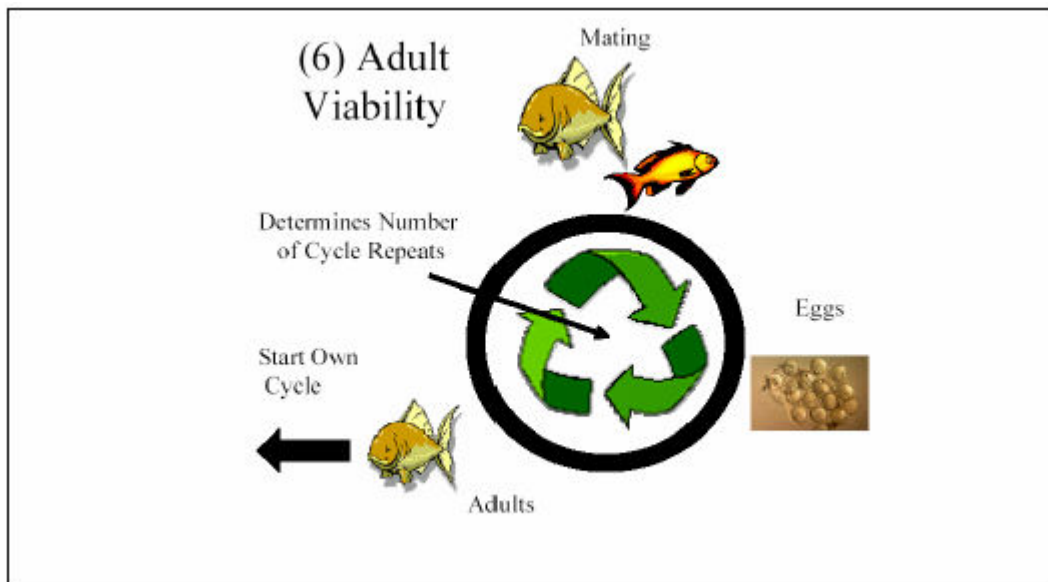 (6) Adult
Viability
Mating
Determines Number
of Cycle Repeats
Eggs
Start Own
Cycle
Adults